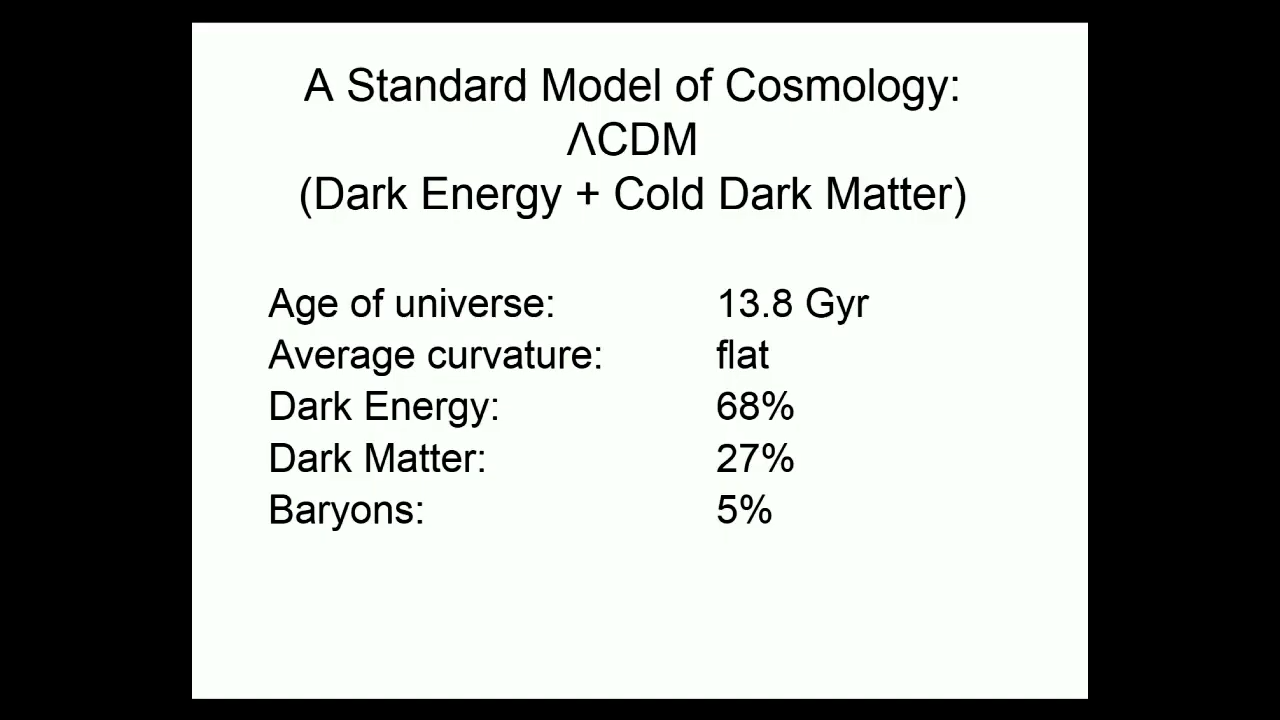 A Standard Model of Cosmology:
ΛCDM
(Dark Energy + Cold Dark Matter)
Age of universe: 13.8 Gyr
Average curvature: flat
Dark Energy: 68%
Dark Matter: 27%
Baryons: 5%